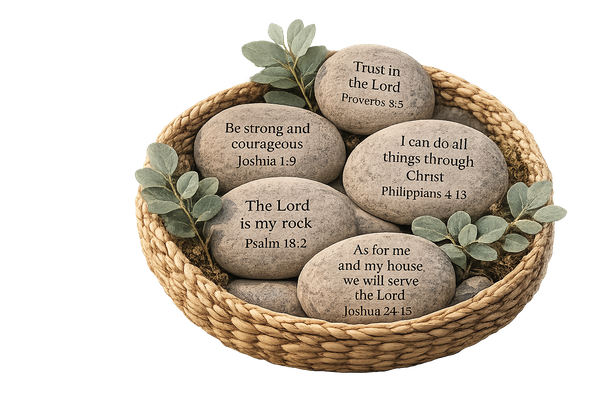 Trust in
the Lord
Proverbs 8:5
Be strong and
courageous
Joshia 1:9
I can do all
things through
Christ
Philippians 4 13
The Lord
is my rock
Psalm 18:2
As for me
and my house
we will serve
the Lord
Joshua 24-15